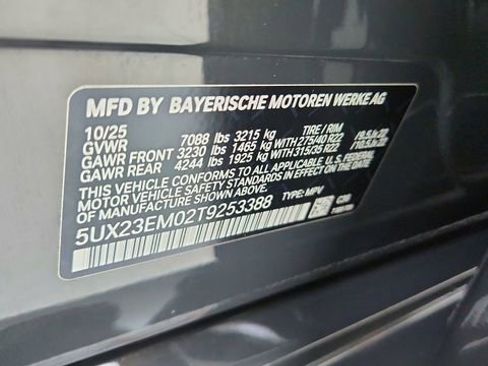 MFD BY BAYERISCHE MOTOREN WERKE AG
10/25
GVWR 7088 lbs 3215 kg TIRE / RIM
GAWR FRONT 3230 lbs 1465 kg WITH 275/40 R22
GAWR REAR 4244 lbs 1925 kg WITH 315/35 R22
THIS VEHICLE CONFORMS TO ALL APPLICABLE U.S. FEDERAL
MOTOR VEHICLE SAFETY STANDARDS IN EFFECT ON THE DATE OF
MANUFACTURE SHOWN ABOVE.
5UX23EM02T9253388 TYPE: MPV